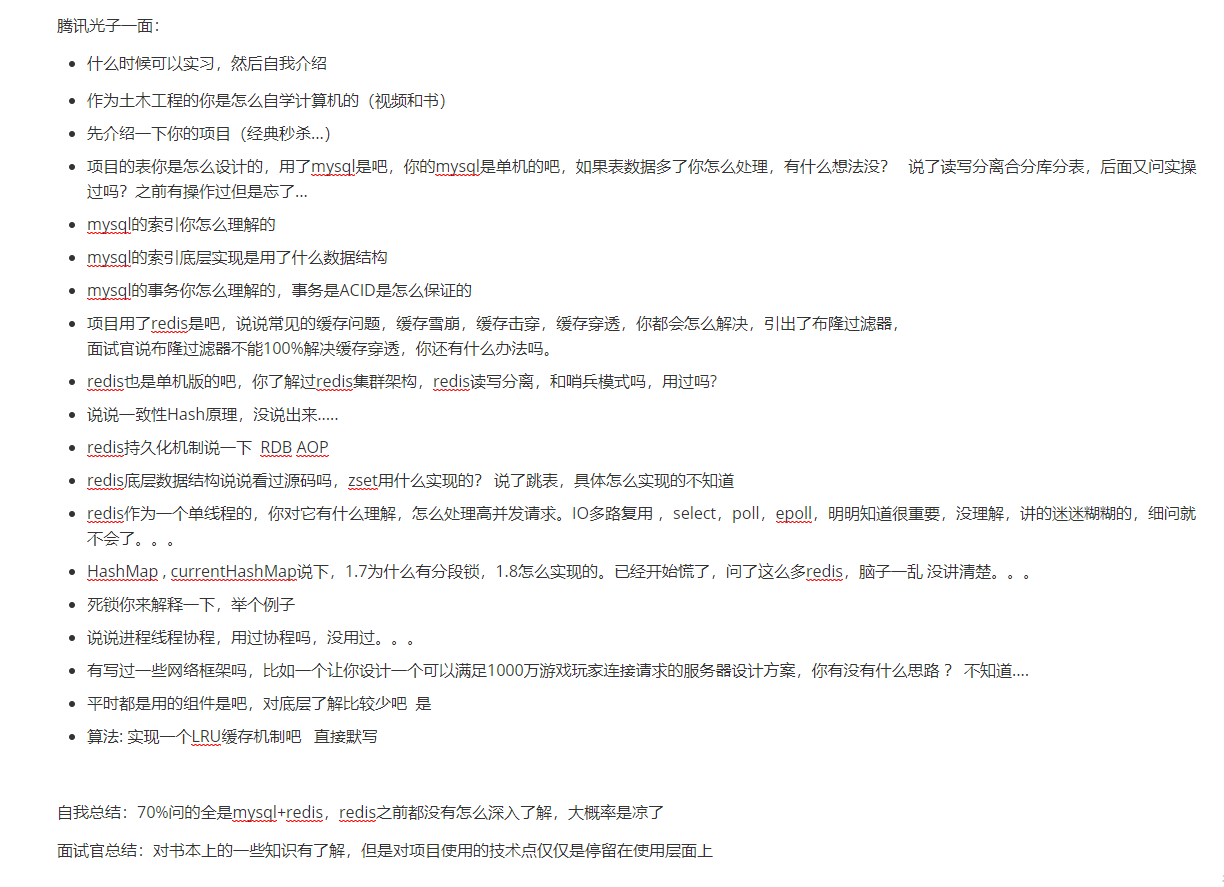 腾讯光子一面：
什么时候可以实习，然后自我介绍
作为土木工程的你是怎么自学计算机的（视频和书）
先介绍一下你的项目（经典秒杀...）
项目的表你是怎么设计的，用了mysql是吧，你的mysql是单机的吧，如果表数据多了你怎么处理，有什么想法没？ 说了读写分离合分库分表，后面又问实操
过吗？之前有操作过但是忘了...
mysql的索引你怎么理解的
mysql的索引底层实现是用了什么数据结构
mysql的事务你怎么理解的，事务是ACID是怎么保证的
项目用了redis是吧，说说常见的缓存问题，缓存雪崩，缓存击穿，缓存穿透，你都会怎么解决，引出了布隆过滤器，
面试官说布隆过滤器不能100%解决缓存穿透，你还有什么办法吗。
redis也是单机版的吧，你了解过redis集群架构，redis读写分离，和哨兵模式吗，用过吗?
说说一致性Hash原理，没说出来.....
redis持久化机制说一下 RDB AOP
redis底层数据结构说说看过源码吗，zset用什么实现的？ 说了跳表，具体怎么实现的不知道
redis作为一个单线程的，你对它有什么理解，怎么处理高并发请求。IO多路复用 ，select，poll，epoll，明明知道很重要，没理解，讲的迷迷糊糊的，细问就
不会了。。。
HashMap , currentHashMap说下，1.7为什么有分段锁，1.8怎么实现的。已经开始慌了，问了这么多redis，脑子一乱 没讲清楚。。。
死锁你来解释一下，举个例子
说说进程线程协程，用过协程吗，没用过。。。
有写过一些网络框架吗，比如一个让你设计一个可以满足1000万游戏玩家连接请求的服务器设计方案，你有没有什么思路 ？ 不知道....
平时都是用的组件是吧，对底层了解比较少吧 是
算法: 实现一个LRU缓存机制吧 直接默写
自我总结：70%问的全是mysql+redis，redis之前都没有怎么深入了解，大概率是凉了
面试官总结：对书本上的一些知识有了解，但是对项目使用的技术点仅仅是停留在使用层面上